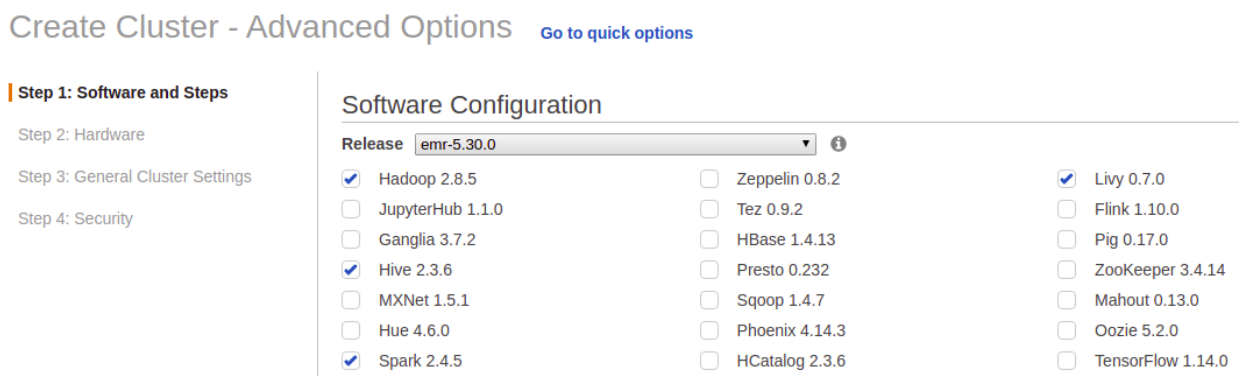 Create Cluster - Advanced Options Go to quick options
Step 1: Software and Steps
Step 2: Hardware
Step 3: General Cluster Settings
Step 4: Security
Software Configuration
Release emr-5.30.0
Hadoop 2.8.5 Zeppelin 0.8.2 Livy 0.7.0
JupyterHub 1.1.0 Tez 0.9.2 Flink 1.10.0
Ganglia 3.7.2 HBase 1.4.13 Pig 0.17.0
Hive 2.3.6 Presto 0.232 ZooKeeper 3.4.14
MXNet 1.5.1 Sqoop 1.4.7 Mahout 0.13.0
Hue 4.6.0 Phoenix 4.14.3 Oozie 5.2.0
Spark 2.4.5 HCatalog 2.3.6 TensorFlow 1.14.0